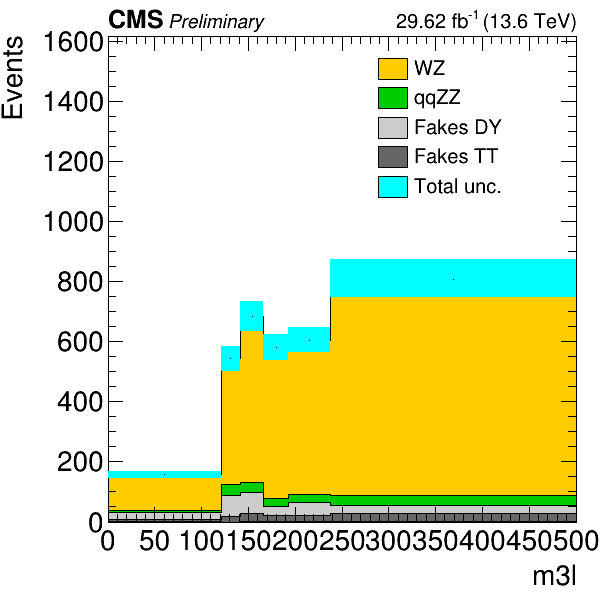 CMS Preliminary 29.62 fb⁻¹ (13.6 TeV)
Events
1600
1400
1200
1000
800
600
400
200
0
WZ
qqZZ
Fakes DY
Fakes TT
Total unc.
0 50 100 150 200 250 300 350 400 450 500
m3l